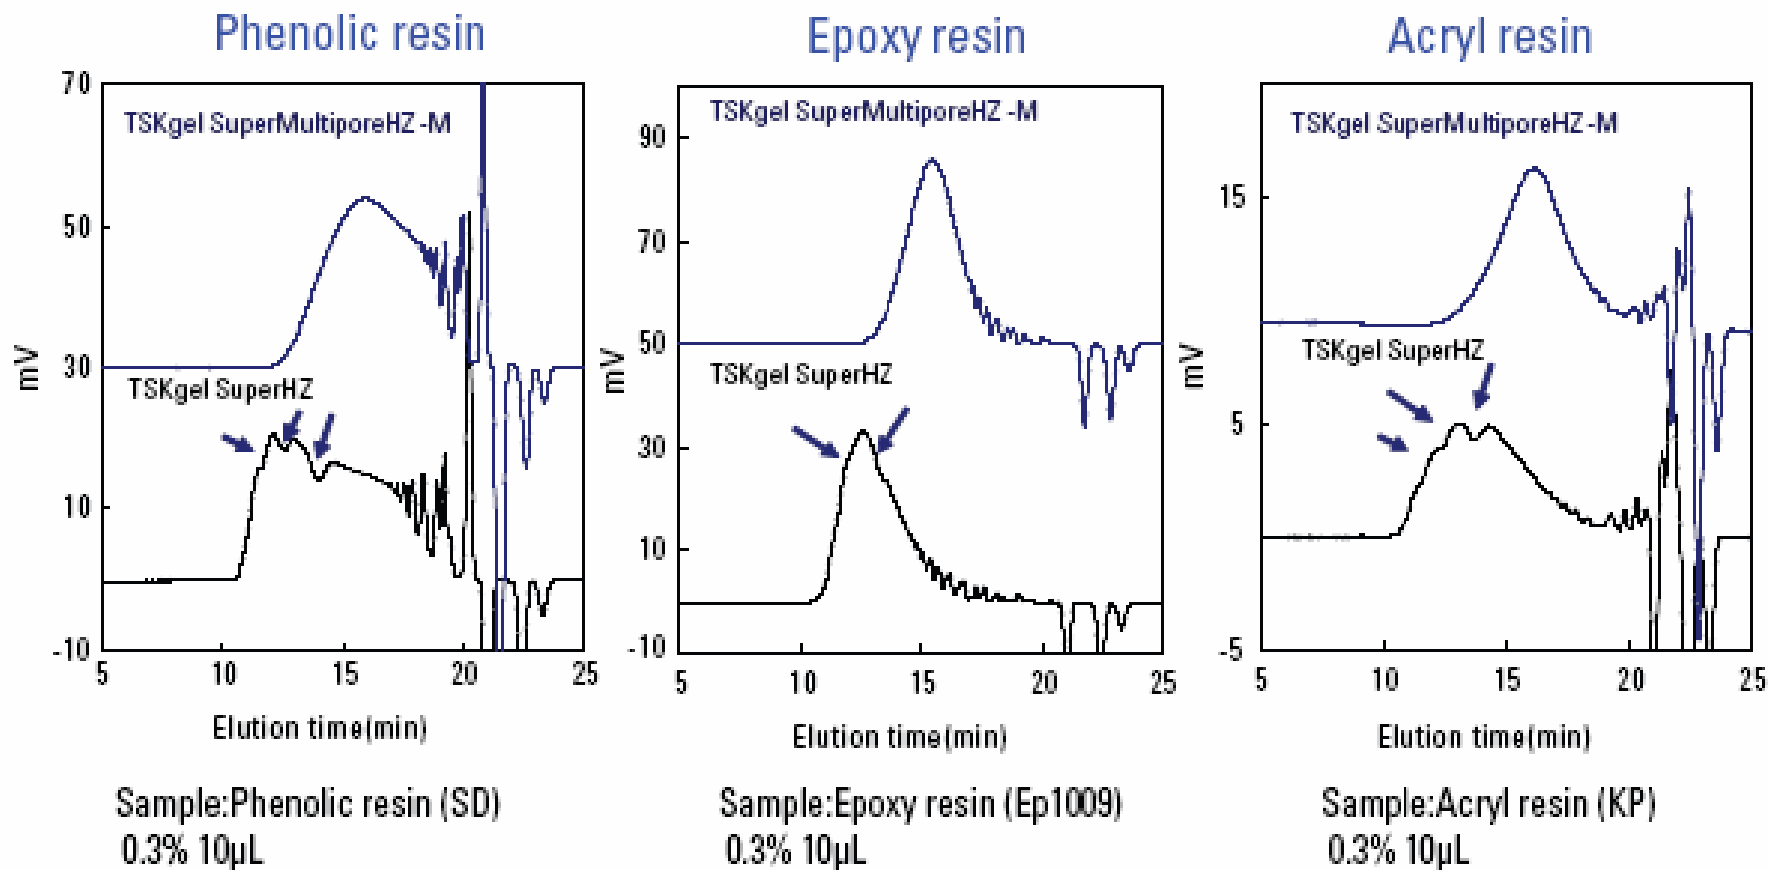 Phenolic resin
70
TSKgel SuperMultiporeHZ -M
50
mV
30
TSKgel SuperHZ
10
-10
5 10 15 20 25
Elution time(min)
Sample:Phenolic resin (SD)
0.3% 10µL
Epoxy resin
TSKgel SuperMultiporeHZ -M
90
70
50
mV
TSKgel SuperHZ
30
10
-10
5 10 15 20 25
Elution time(min)
Sample:Epoxy resin (Ep1009)
0.3% 10µL
Acryl resin
TSKgel SuperMultiporeHZ -M
15
TSKgel SuperHZ
mV
5
-5
5 10 15 20 25
Elution time(min)
Sample:Acryl resin (KP)
0.3% 10µL